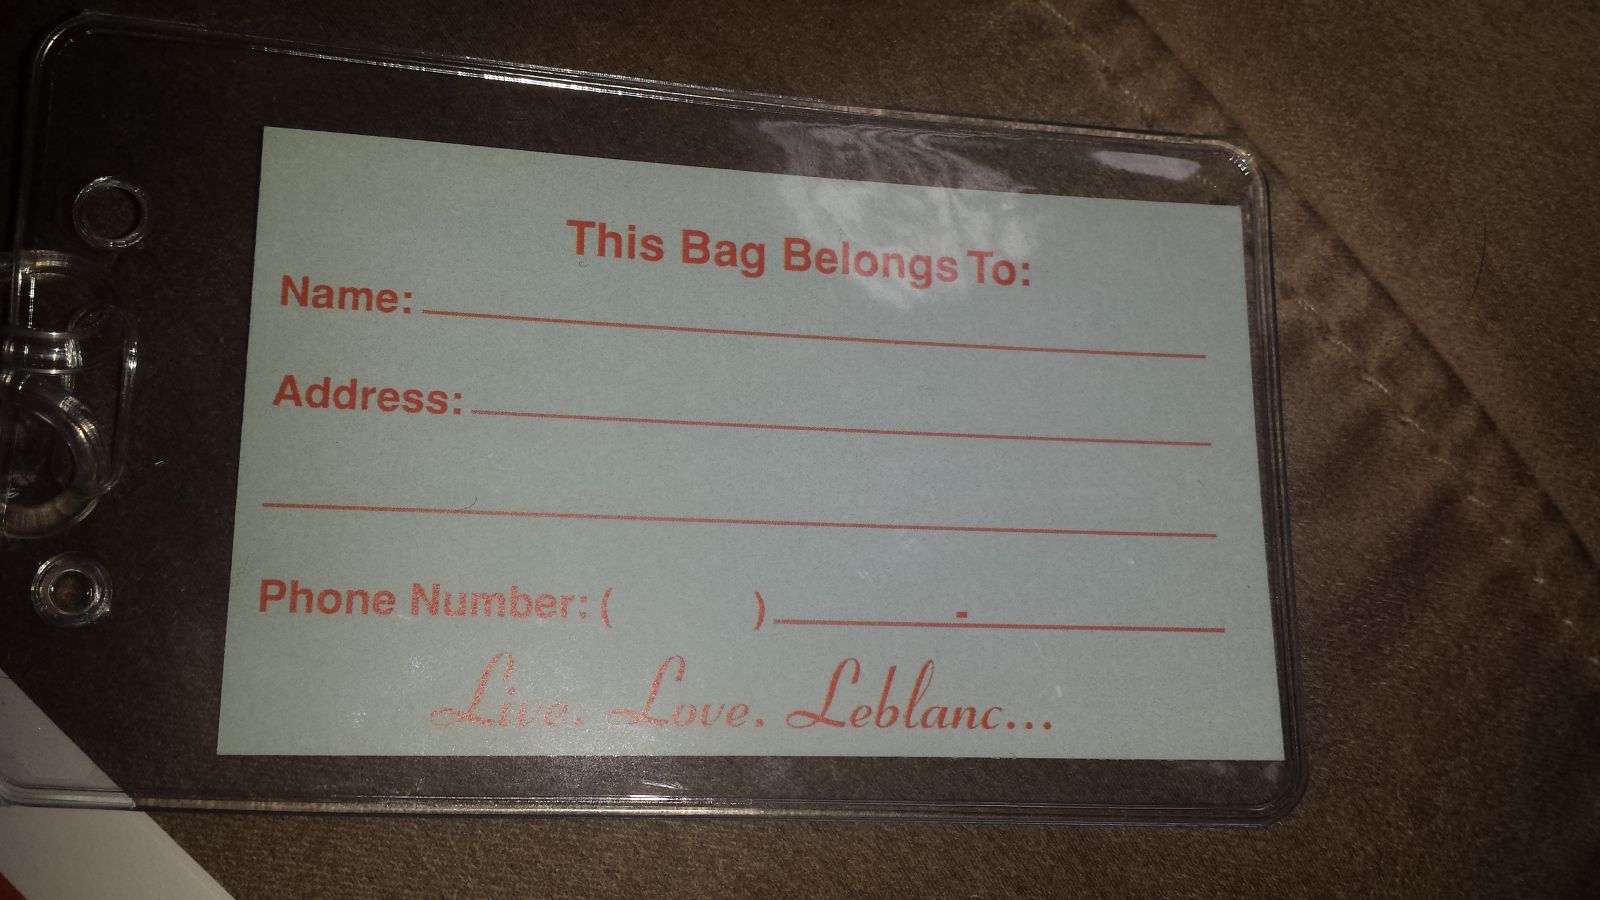 This Bag Belongs To:
Name:
Address:
Phone Number: (          )          -
Live. Love. Leblanc...